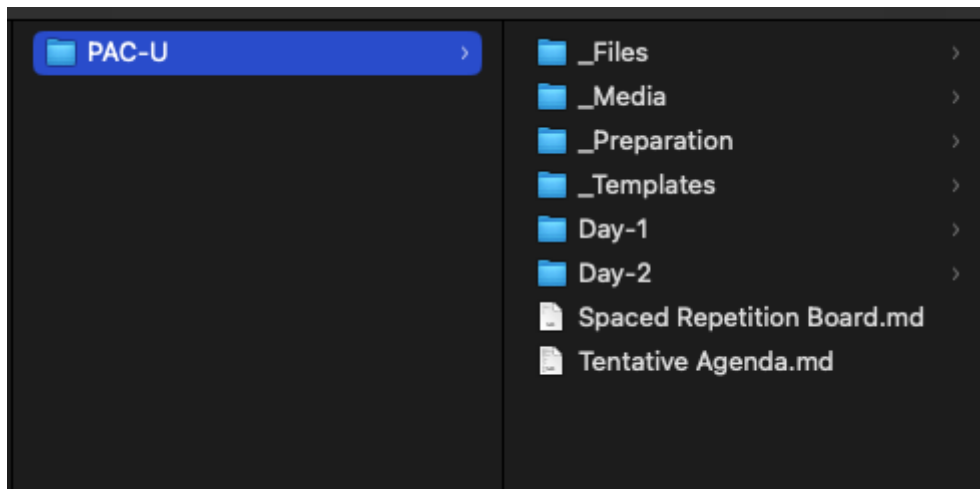 PAC-U
_Files
_Media
_Preparation
_Templates
Day-1
Day-2
Spaced Repetition Board.md
Tentative Agenda.md